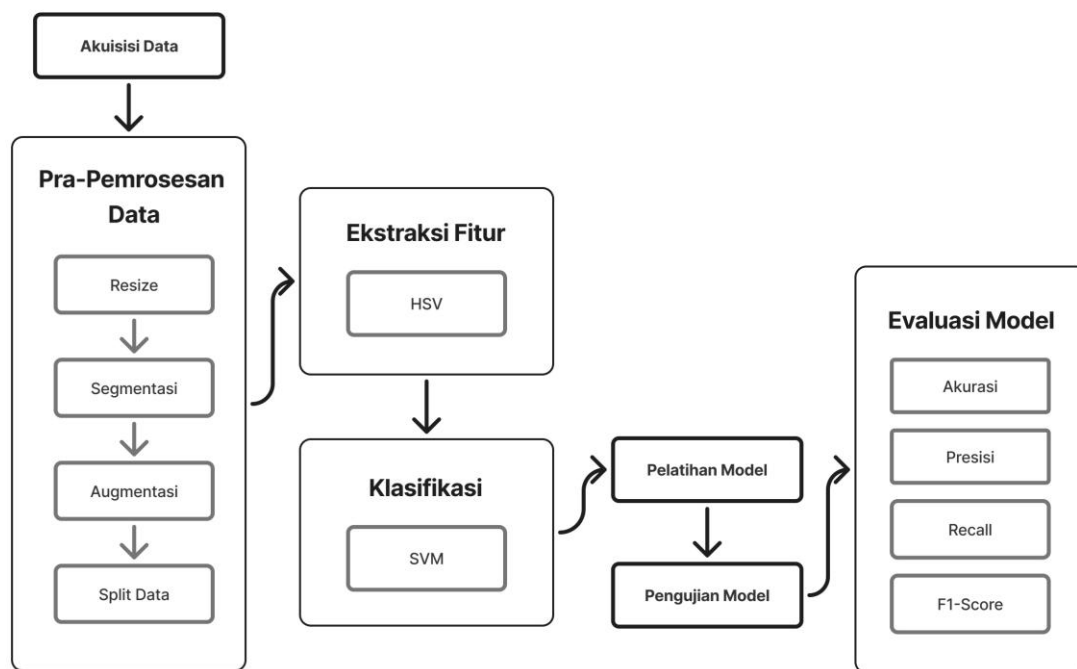 Akuisisi Data
Pra-Pemrosesan
Data
Resize
Segmentasi
Augmentasi
Split Data
Ekstraksi Fitur
HSV
Klasifikasi
SVM
Pelatihan Model
Pengujian Model
Evaluasi Model
Akurasi
Presisi
Recall
F1-Score